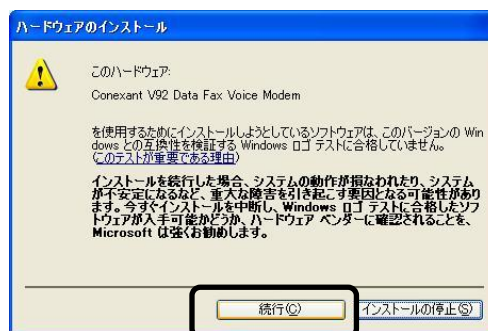 ハードウェアのインストール
このハードウェア:
Conexant V92 Data Fax Voice Modem
を使用するためにインストールしようとしているソフトウェアは、このバージョンの Win
dows との互換性を検証する Windows ロゴ テストに合格していません。
(このテストが重要である理由)
インストールを続行した場合、システムの動作が損なわれたり、システム
が不安定になるなど、重大な障害を引き起こす要因となる可能性があり
ます。今すぐインストールを中断し、Windows ロゴ テストに合格したソフ
トウェアが入手可能かどうか、ハードウェア ベンダーに確認されることを、
Microsoft は強くお勧めします。
続行(C) インストールの停止(S)